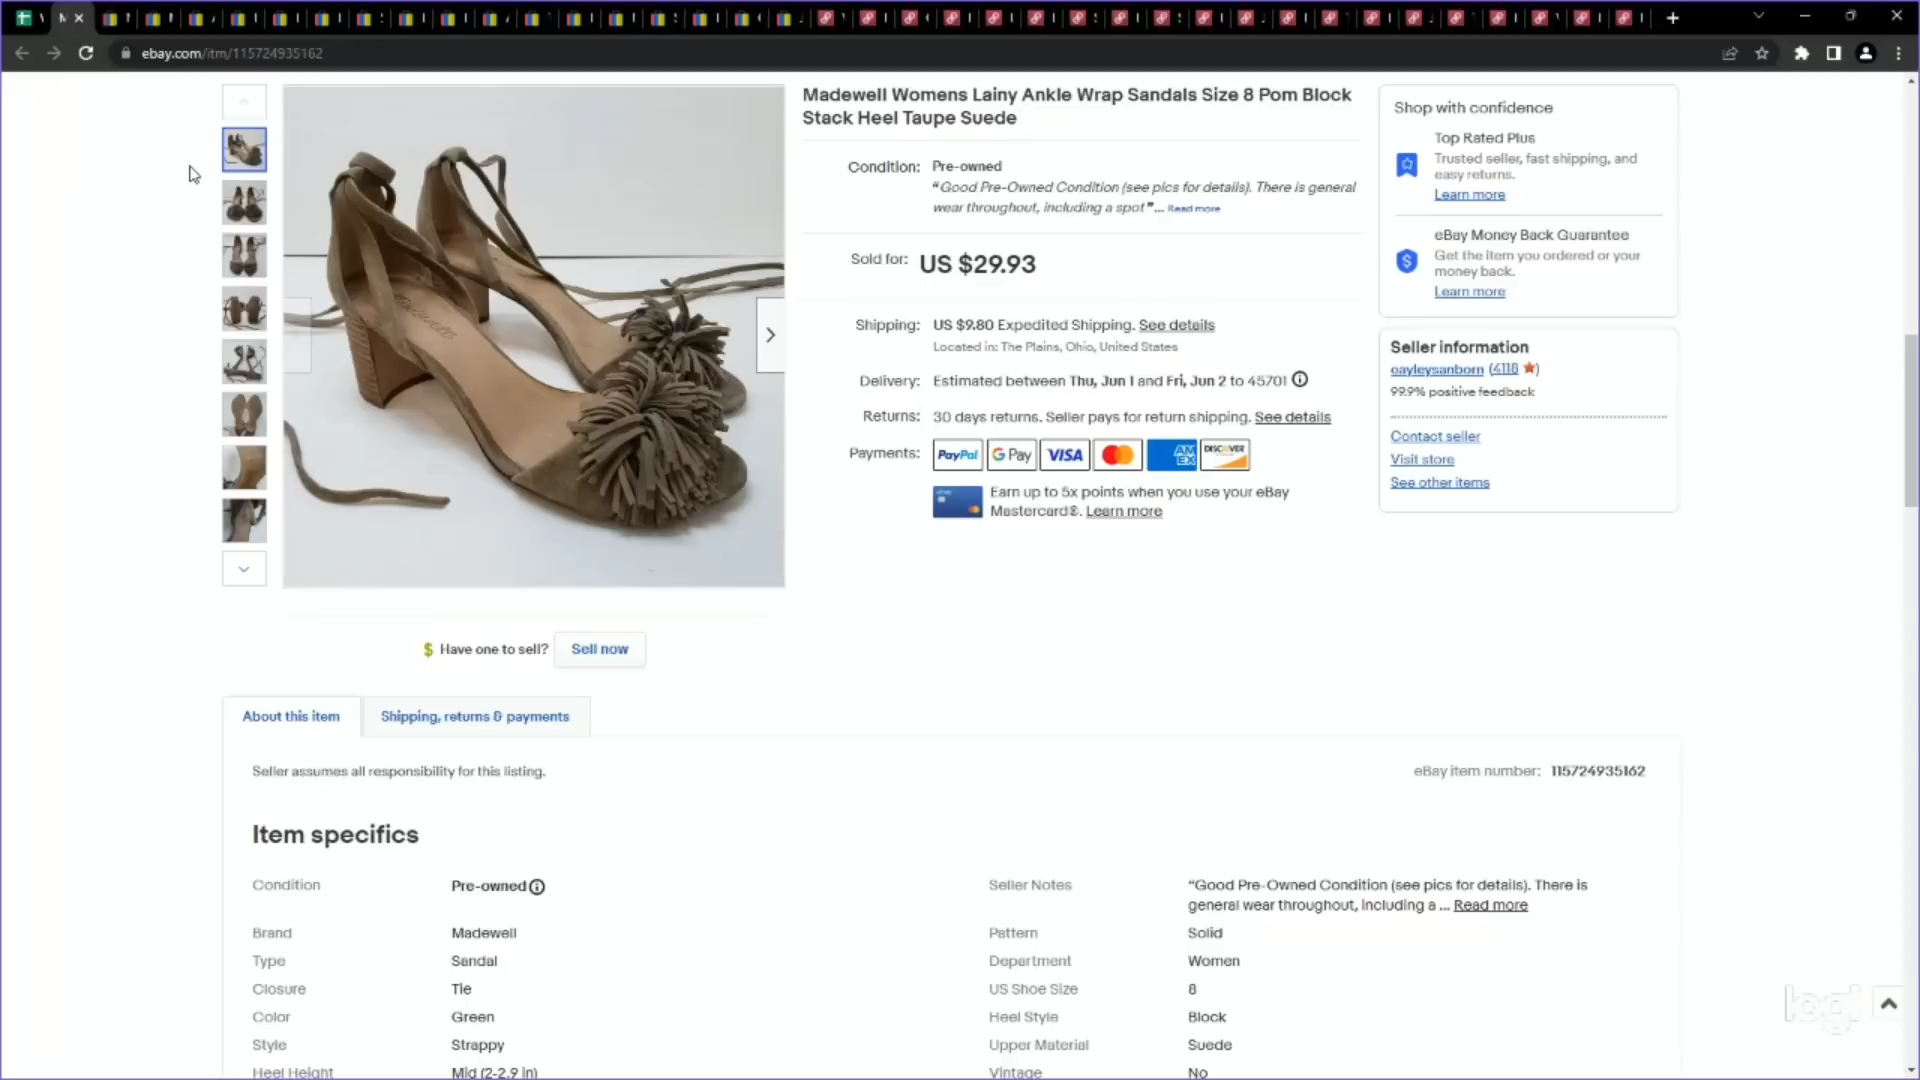 ebay.com/itm/115724935162
Madewell Womens Lainy Ankle Wrap Sandals Size 8 Pom Block
Stack Heel Taupe Suede
Condition: Pre-owned
"Good Pre-Owned Condition (see pics for details). There is general
wear throughout, including a spot"... Read more
Sold for: US $29.93
Shipping: US $9.80 Expedited Shipping. See details
Located in: The Plains, Ohio, United States
Delivery: Estimated between Thu, Jun 1 and Fri, Jun 2 to 45701
Returns: 30 days returns. Seller pays for return shipping. See details
Payments: PayPal G Pay VISA AM EX DISCOVER
Earn up to 5x points when you use your eBay
Mastercard®. Learn more
Shop with confidence
Top Rated Plus
Trusted seller, fast shipping, and
easy returns.
Learn more
eBay Money Back Guarantee
Get the item you ordered or your
money back.
Learn more
Seller information
oayleysanborn (4118)
99.9% positive feedback
Contact seller
Visit store
See other items
$ Have one to sell? Sell now
About this item
Shipping, returns & payments
Seller assumes all responsibility for this listing.
eBay item number: 115724935162
Item specifics
Condition Pre-owned
Seller Notes "Good Pre-Owned Condition (see pics for details). There is
general wear throughout, including a ... Read more
Brand Madewell
Pattern Solid
Type Sandal
Department Women
Closure Tie
US Shoe Size 8
Color Green
Heel Style Block
Style Strappy
Upper Material Suede
Heel Height Mid (2-2.9 in)
Vintage No
logi